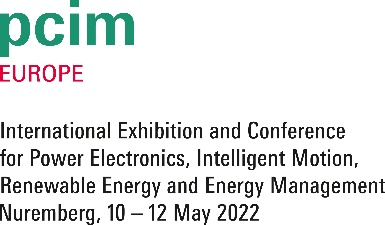 pcim
EUROPE
International Exhibition and Conference
for Power Electronics, Intelligent Motion,
Renewable Energy and Energy Management
Nuremberg, 10 – 12 May 2022